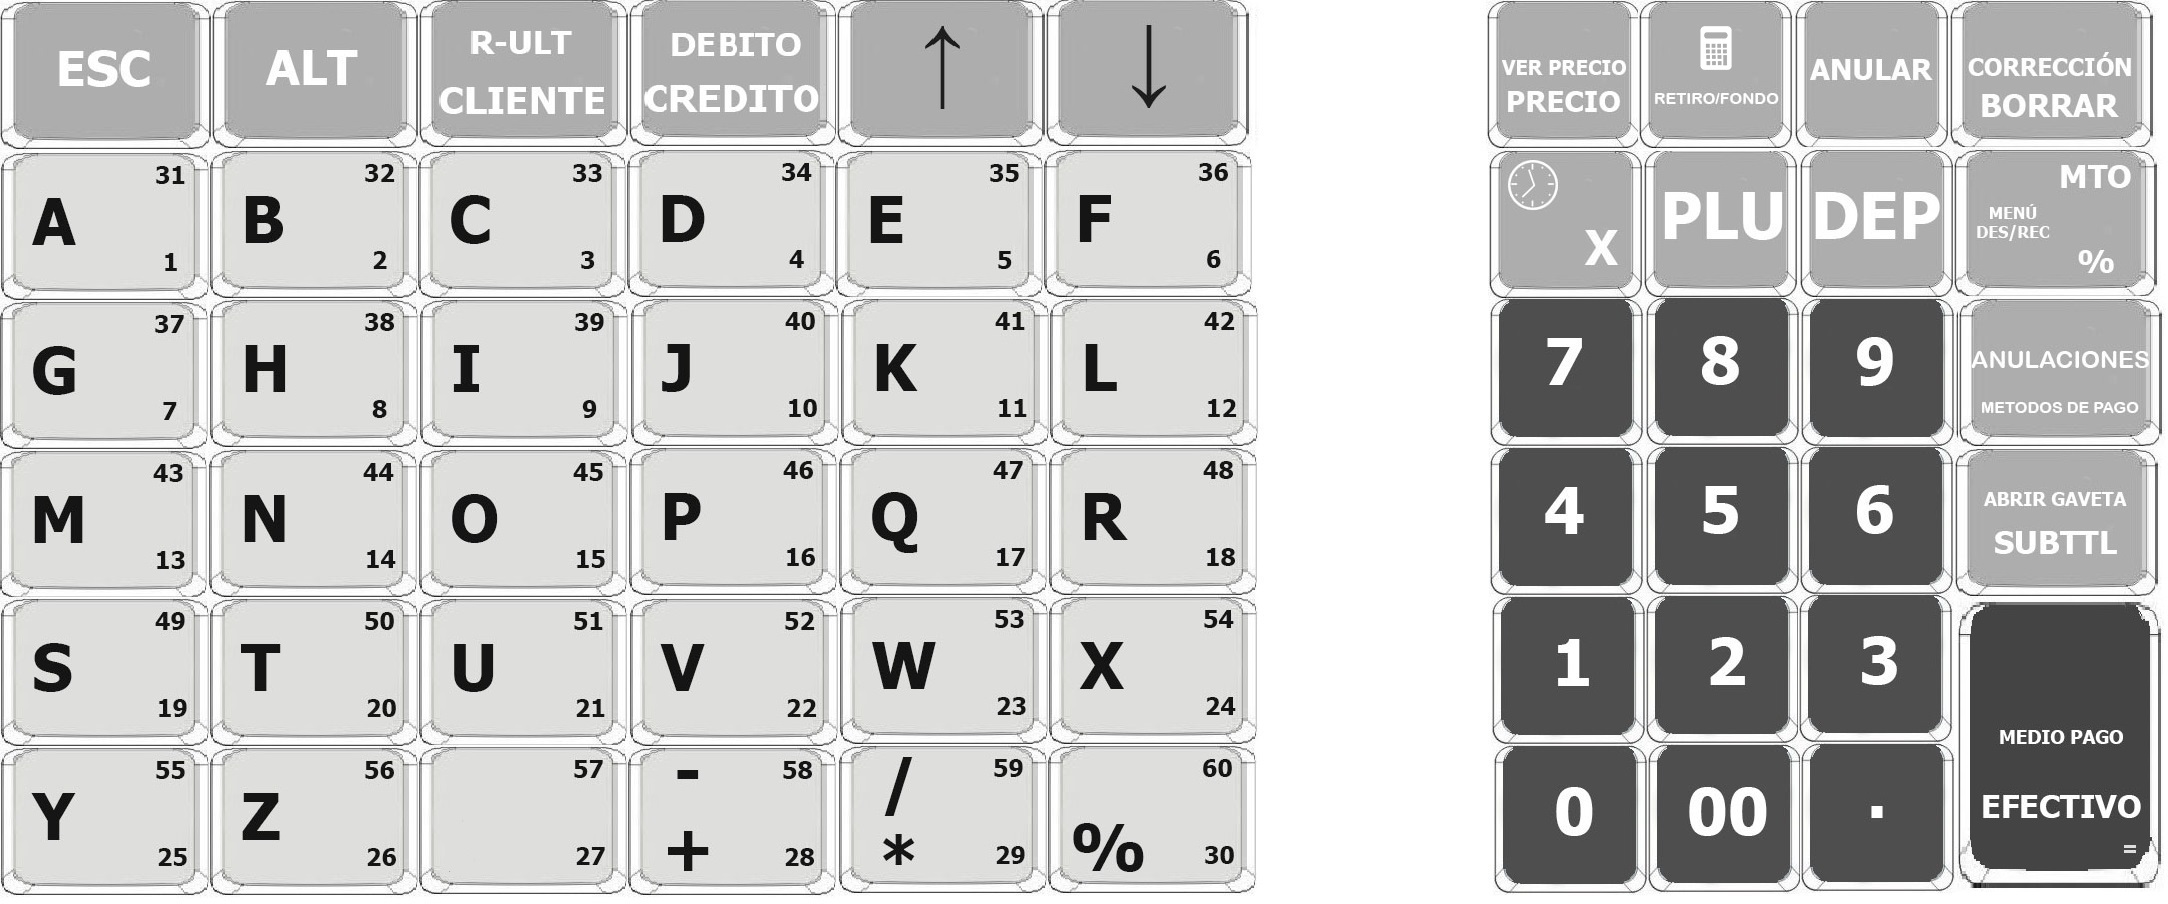 ESC
ALT
R-ULT
CLIENTE
DEBITO
CREDITO
↑
↓
A 31 1
B 32 2
C 33 3
D 34 4
E 35 5
F 36 6
G 37 7
H 38 8
I 39 9
J 40 10
K 41 11
L 42 12
M 43 13
N 44 14
O 45 15
P 46 16
Q 47 17
R 48 18
S 49 19
T 50 20
U 51 21
V 52 22
W 53 23
X 54 24
Y 55 25
Z 56 26
57 27
- 58
+ 28
/ 59
* 29
% 60 30
VER PRECIO
PRECIO
RETIRO/FONDO
ANULAR
CORRECCIÓN
BORRAR
X
PLU
DEP
MTO
MENÚ
DES/REC
%
7
8
9
ANULACIONES
METODOS DE PAGO
4
5
6
ABRIR GAVETA
SUBTTL
1
2
3
MEDIO PAGO
EFECTIVO
=
0
00
.